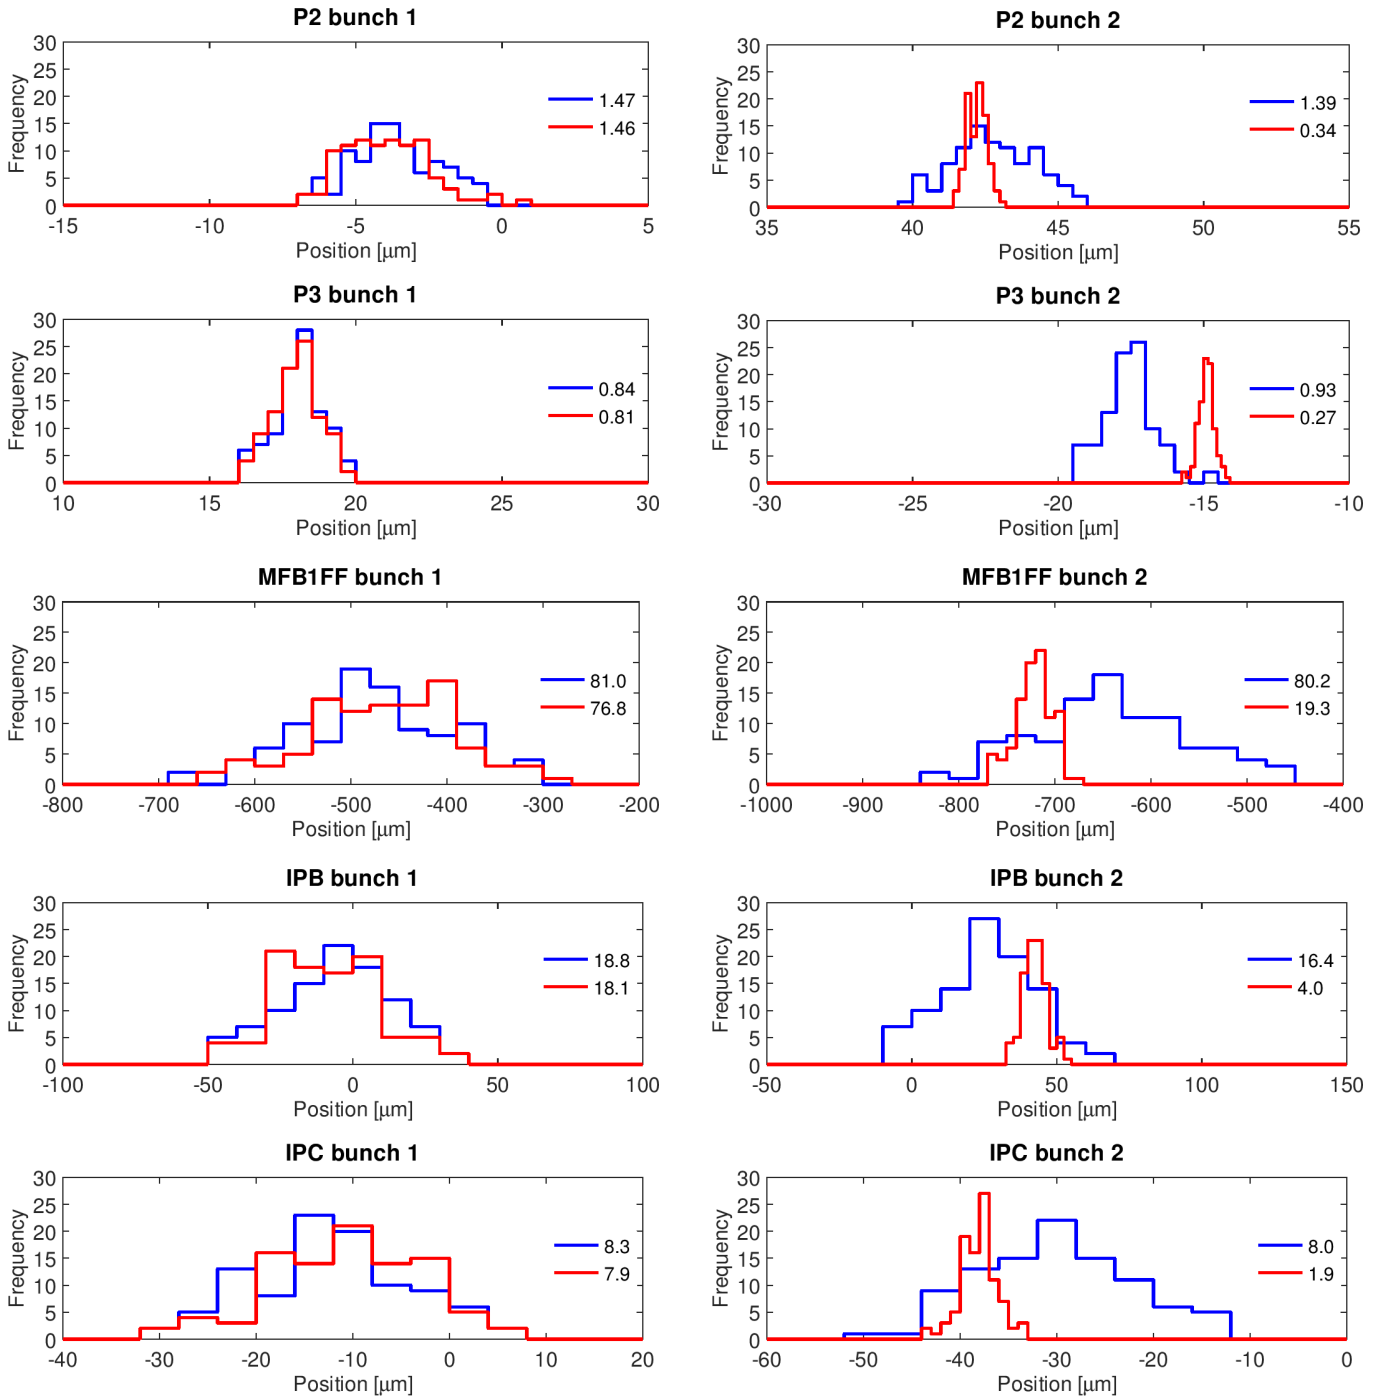 P2 bunch 1
30
25
20
15
10
5
0
Frequency
1.47
1.46
-15 -10 -5 0 5
Position [μm]
P2 bunch 2
30
25
20
15
10
5
0
Frequency
1.39
0.34
35 40 45 50 55
Position [μm]
P3 bunch 1
30
25
20
15
10
5
0
Frequency
0.84
0.81
10 15 20 25 30
Position [μm]
P3 bunch 2
30
25
20
15
10
5
0
Frequency
0.93
0.27
-30 -25 -20 -15 -10
Position [μm]
MFB1FF bunch 1
30
25
20
15
10
5
0
Frequency
81.0
76.8
-800 -700 -600 -500 -400 -300 -200
Position [μm]
MFB1FF bunch 2
30
25
20
15
10
5
0
Frequency
80.2
19.3
-1000 -900 -800 -700 -600 -500 -400
Position [μm]
IPB bunch 1
30
25
20
15
10
5
0
Frequency
18.8
18.1
-100 -50 0 50 100
Position [μm]
IPB bunch 2
30
25
20
15
10
5
0
Frequency
16.4
4.0
-50 0 50 100 150
Position [μm]
IPC bunch 1
30
25
20
15
10
5
0
Frequency
8.3
7.9
-40 -30 -20 -10 0 10 20
Position [μm]
IPC bunch 2
30
25
20
15
10
5
0
Frequency
8.0
1.9
-60 -50 -40 -30 -20 -10 0
Position [μm]